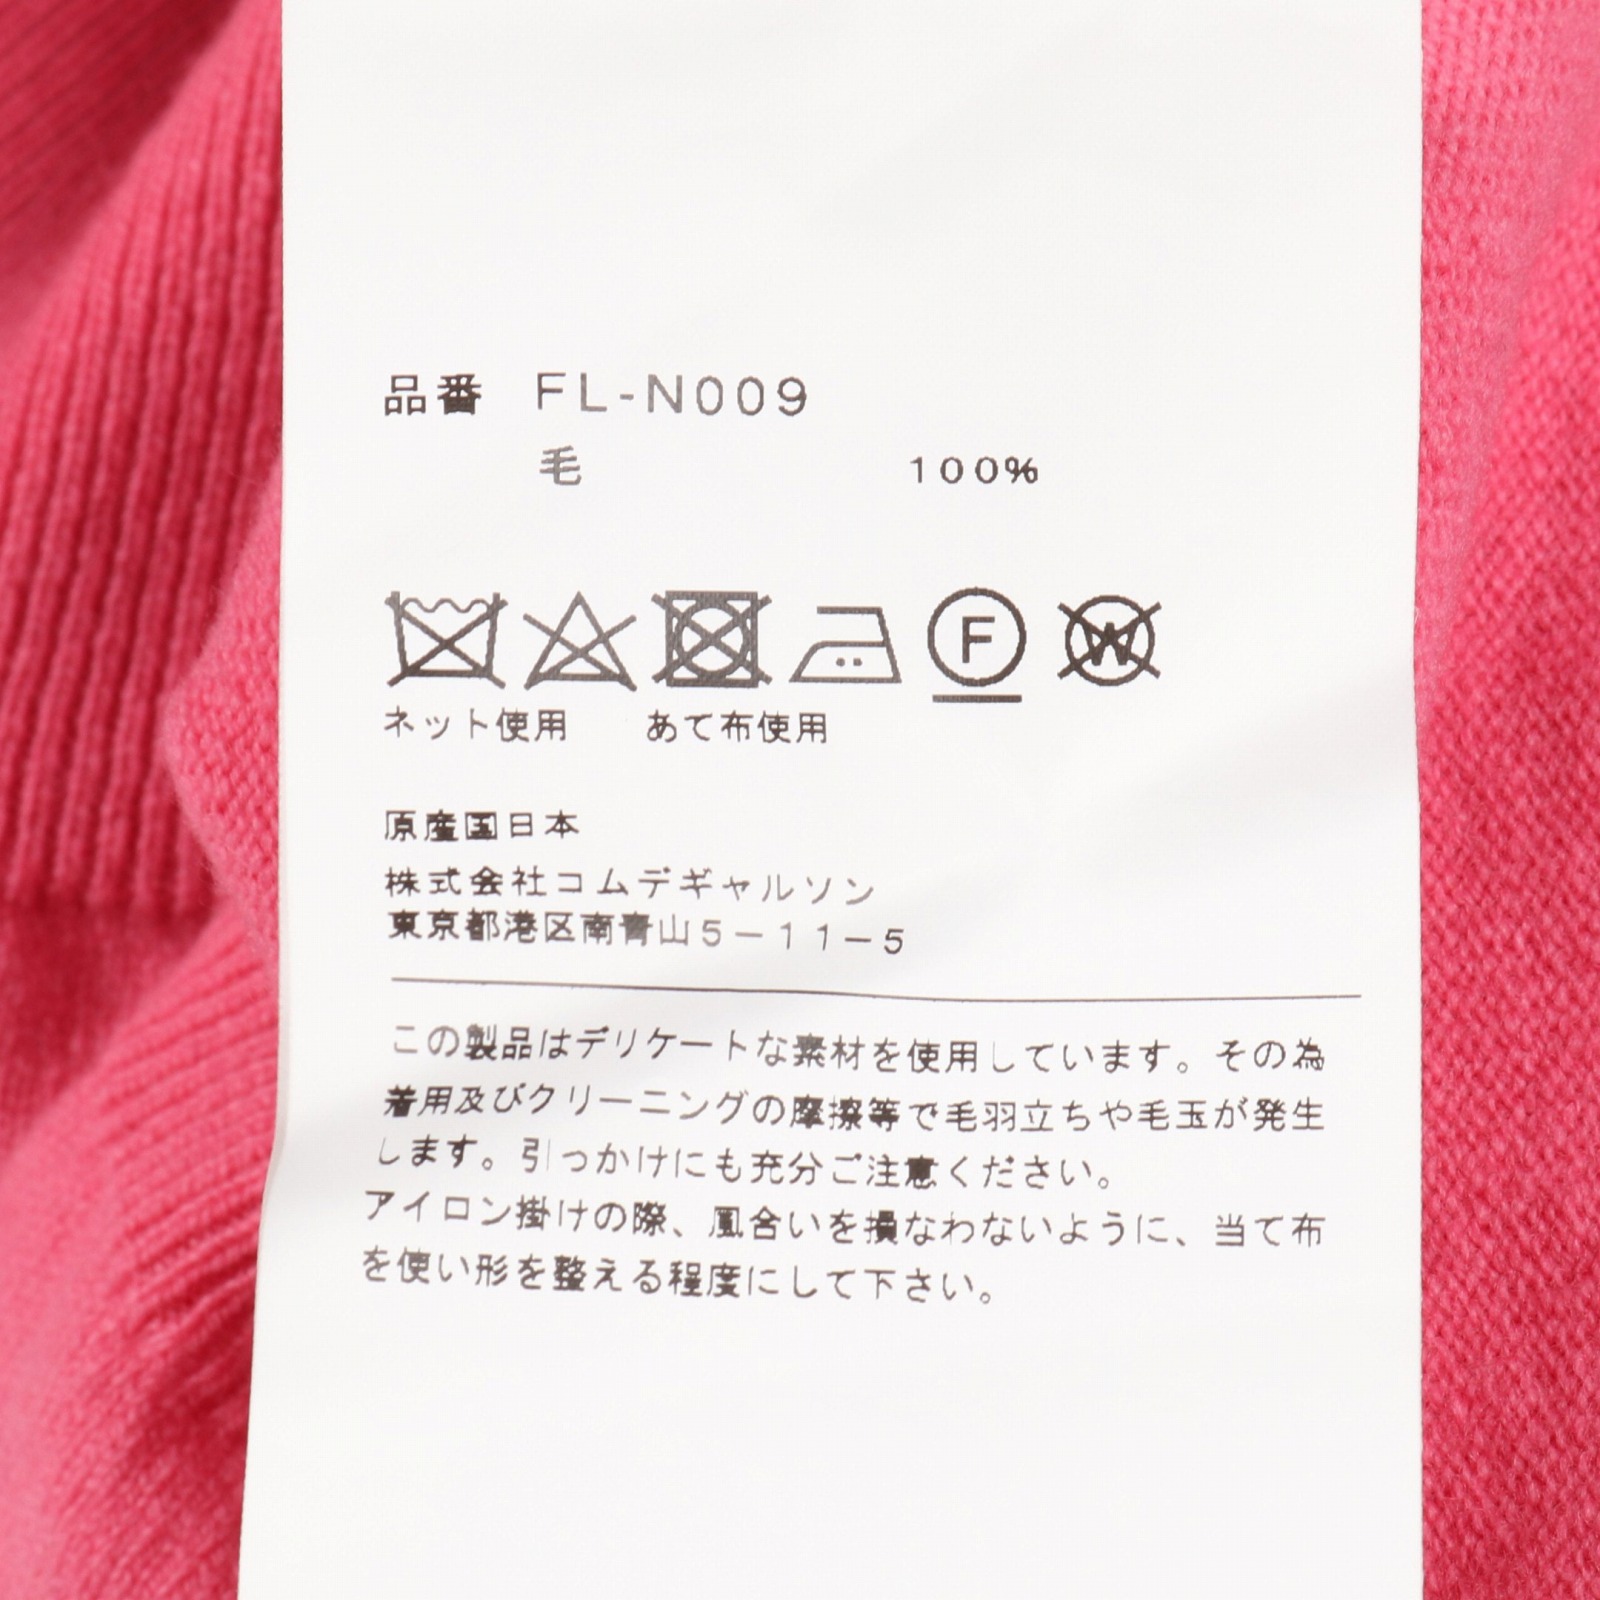 品番 FL-N009
毛 100%
F W
ネット使用 あて布使用
原産国日本
株式会社コムデギャルソン
東京都港区南青山5-11-5
この製品はデリケートな素材を使用しています。その為
着用及びクリーニングの摩擦等で毛羽立ちや毛玉が発生
します。引っかけにも充分ご注意ください。
アイロン掛けの際、風合いを損なわないように、当て布
を使い形を整える程度にして下さい。